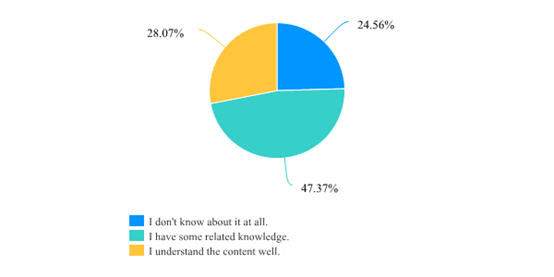 24.56%
28.07%
47.37%
I don't know about it at all.
I have some related knowledge.
I understand the content well.